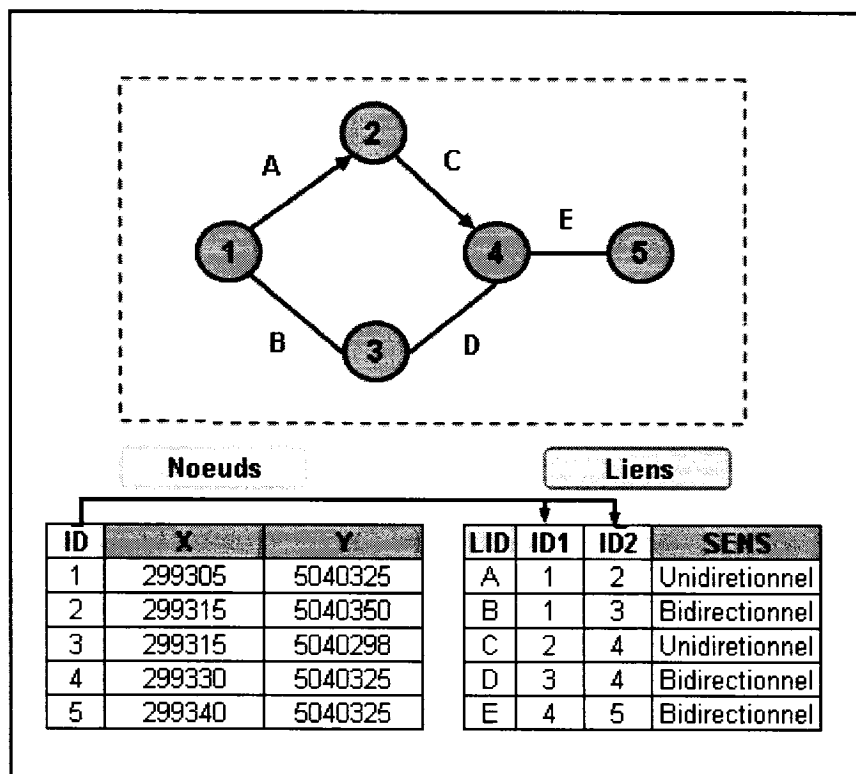 2
A
C
E
1
4
5
B
3
D
Noeuds
Liens
ID X Y
1 299305 5040325
2 299315 5040350
3 299315 5040298
4 299330 5040325
5 299340 5040325
LID ID1 ID2 SENS
A 1 2 Unidiretionnel
B 1 3 Bidirectionnel
C 2 4 Unidiretionnel
D 3 4 Bidirectionnel
E 4 5 Bidirectionnel